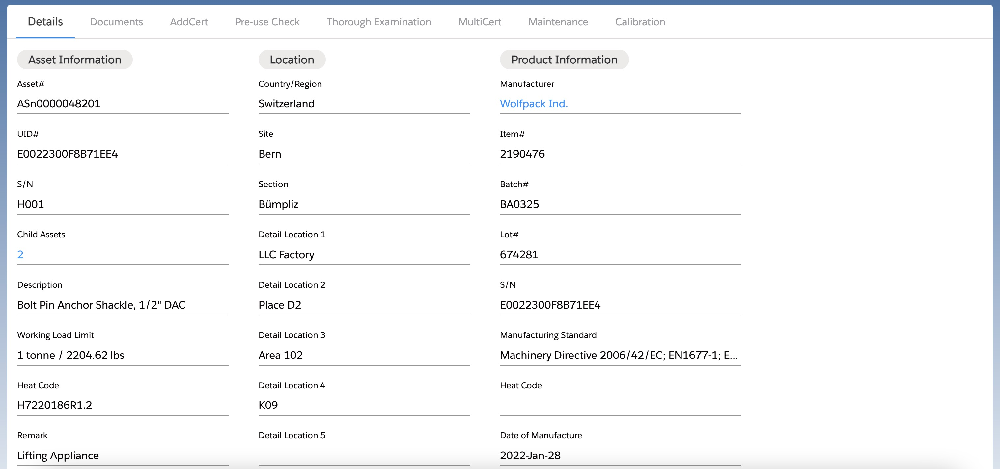 Details
Documents
AddCert
Pre-use Check
Thorough Examination
MultiCert
Maintenance
Calibration
Asset Information
Asset#
ASn0000048201
UID#
E0022300F8B71EE4
S/N
H001
Child Assets
2
Description
Bolt Pin Anchor Shackle, 1/2" DAC
Working Load Limit
1 tonne / 2204.62 lbs
Heat Code
H7220186R1.2
Remark
Lifting Appliance
Location
Country/Region
Switzerland
Site
Bern
Section
Bümpliz
Detail Location 1
LLC Factory
Detail Location 2
Place D2
Detail Location 3
Area 102
Detail Location 4
K09
Detail Location 5
Product Information
Manufacturer
Wolfpack Ind.
Item#
2190476
Batch#
BA0325
Lot#
674281
S/N
E0022300F8B71EE4
Manufacturing Standard
Machinery Directive 2006/42/EC; EN1677-1; E...
Heat Code
Date of Manufacture
2022-Jan-28